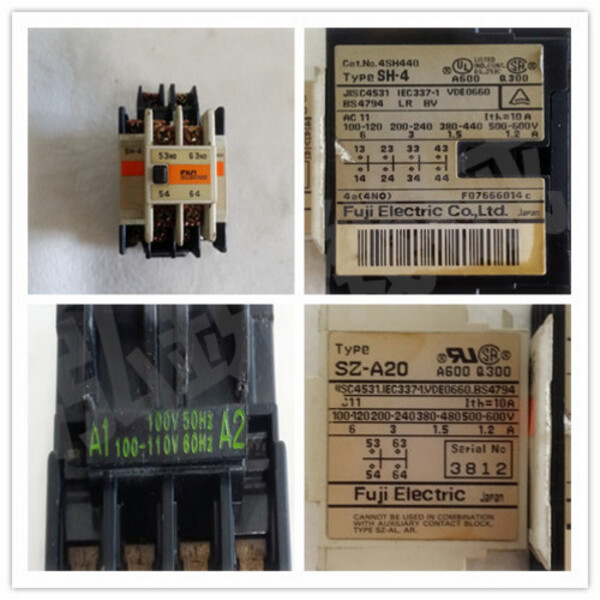 SH-4
53NO 63NO
FUJI
54 64
Cat.No.4SH440
Type SH-4
LISTED
A600 Q300
JISC4531 IEC337-1 VDE0660
BS4794 LR BV
AC11 Ith=10A
100-120 200-240 380-440 500-600V
6 3 1.5 1.2 A
13 23 33 43
14 24 34 44
4a(4NO) F07666014c
Fuji Electric Co.,Ltd. Japan
100V 50Hz
A1 100-110V 60Hz A2
Type
SZ-A20
A600 Q300
JISC4531,IEC337-1,VDE0660,BS4794
Ith=10A
100-120 200-240 380-480 500-600V
6 3 1.5 1.2 A
53 63
54 64
Serial No
3812
Fuji Electric Japan
CANNOT BE USED IN COMBINATION
WITH AUXILIARY CONTACT BLOCK,
TYPE SZ-AL, AR.